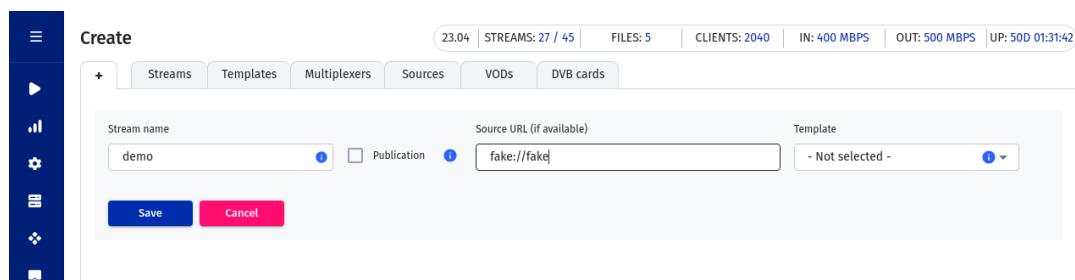 Create
23.04 STREAMS: 27 / 45 FILES: 5 CLIENTS: 2040 IN: 400 MBPS OUT: 500 MBPS UP: 50D 01:31:42
+ Streams Templates Multiplexers Sources VODs DVB cards
Stream name Source URL (if available) Template
demo Publication fake://fake - Not selected -
Save Cancel